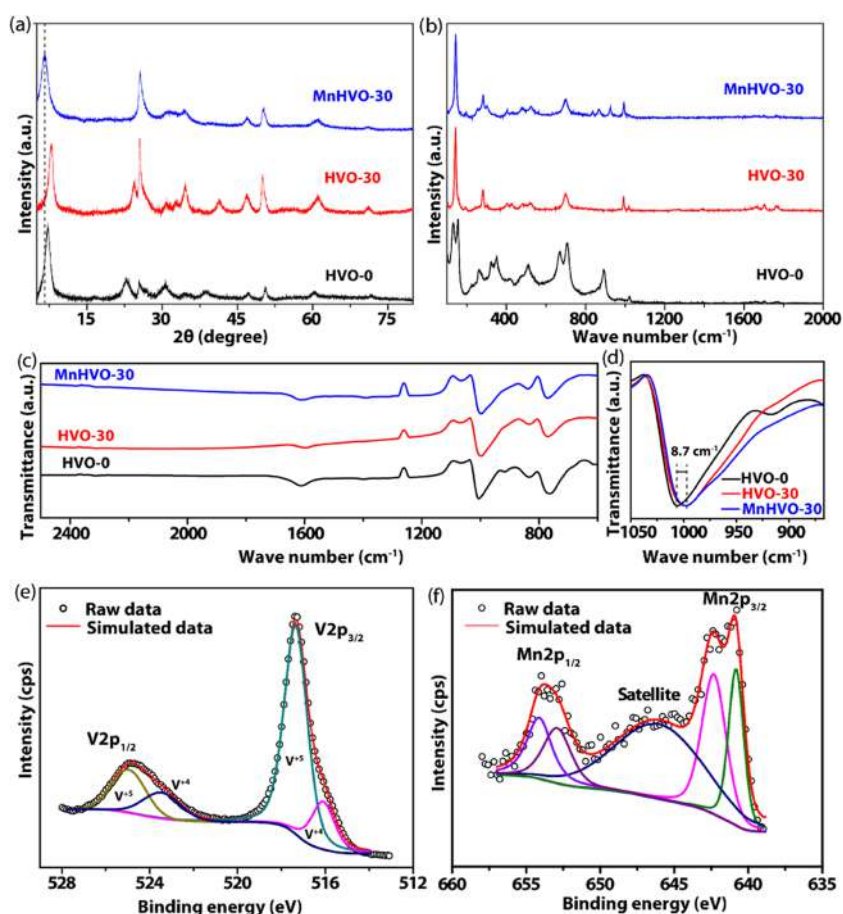 (a)
MnHVO-30
HVO-30
HVO-0
Intensity (a.u.)
15 30 45 60 75
2θ (degree)
(b)
MnHVO-30
HVO-30
HVO-0
Intensity (a.u.)
400 800 1200 1600 2000
Wave number (cm⁻¹)
(c)
MnHVO-30
HVO-30
HVO-0
Transmittance (a.u.)
2400 2000 1600 1200 800
Wave number (cm⁻¹)
(d)
8.7 cm⁻¹
HVO-0
HVO-30
MnHVO-30
Transmittance (a.u.)
1050 1000 950 900
Wave number (cm⁻¹)
(e)
Raw data
Simulated data
V2p₃/₂
V2p₁/₂
V⁺⁵
V⁺⁴
V⁺⁵
V⁺⁴
Intensity (cps)
528 524 520 516 512
Binding energy (eV)
(f)
Raw data
Simulated data
Mn2p₃/₂
Mn2p₁/₂
Satellite
Intensity (cps)
660 655 650 645 640 635
Binding energy (eV)